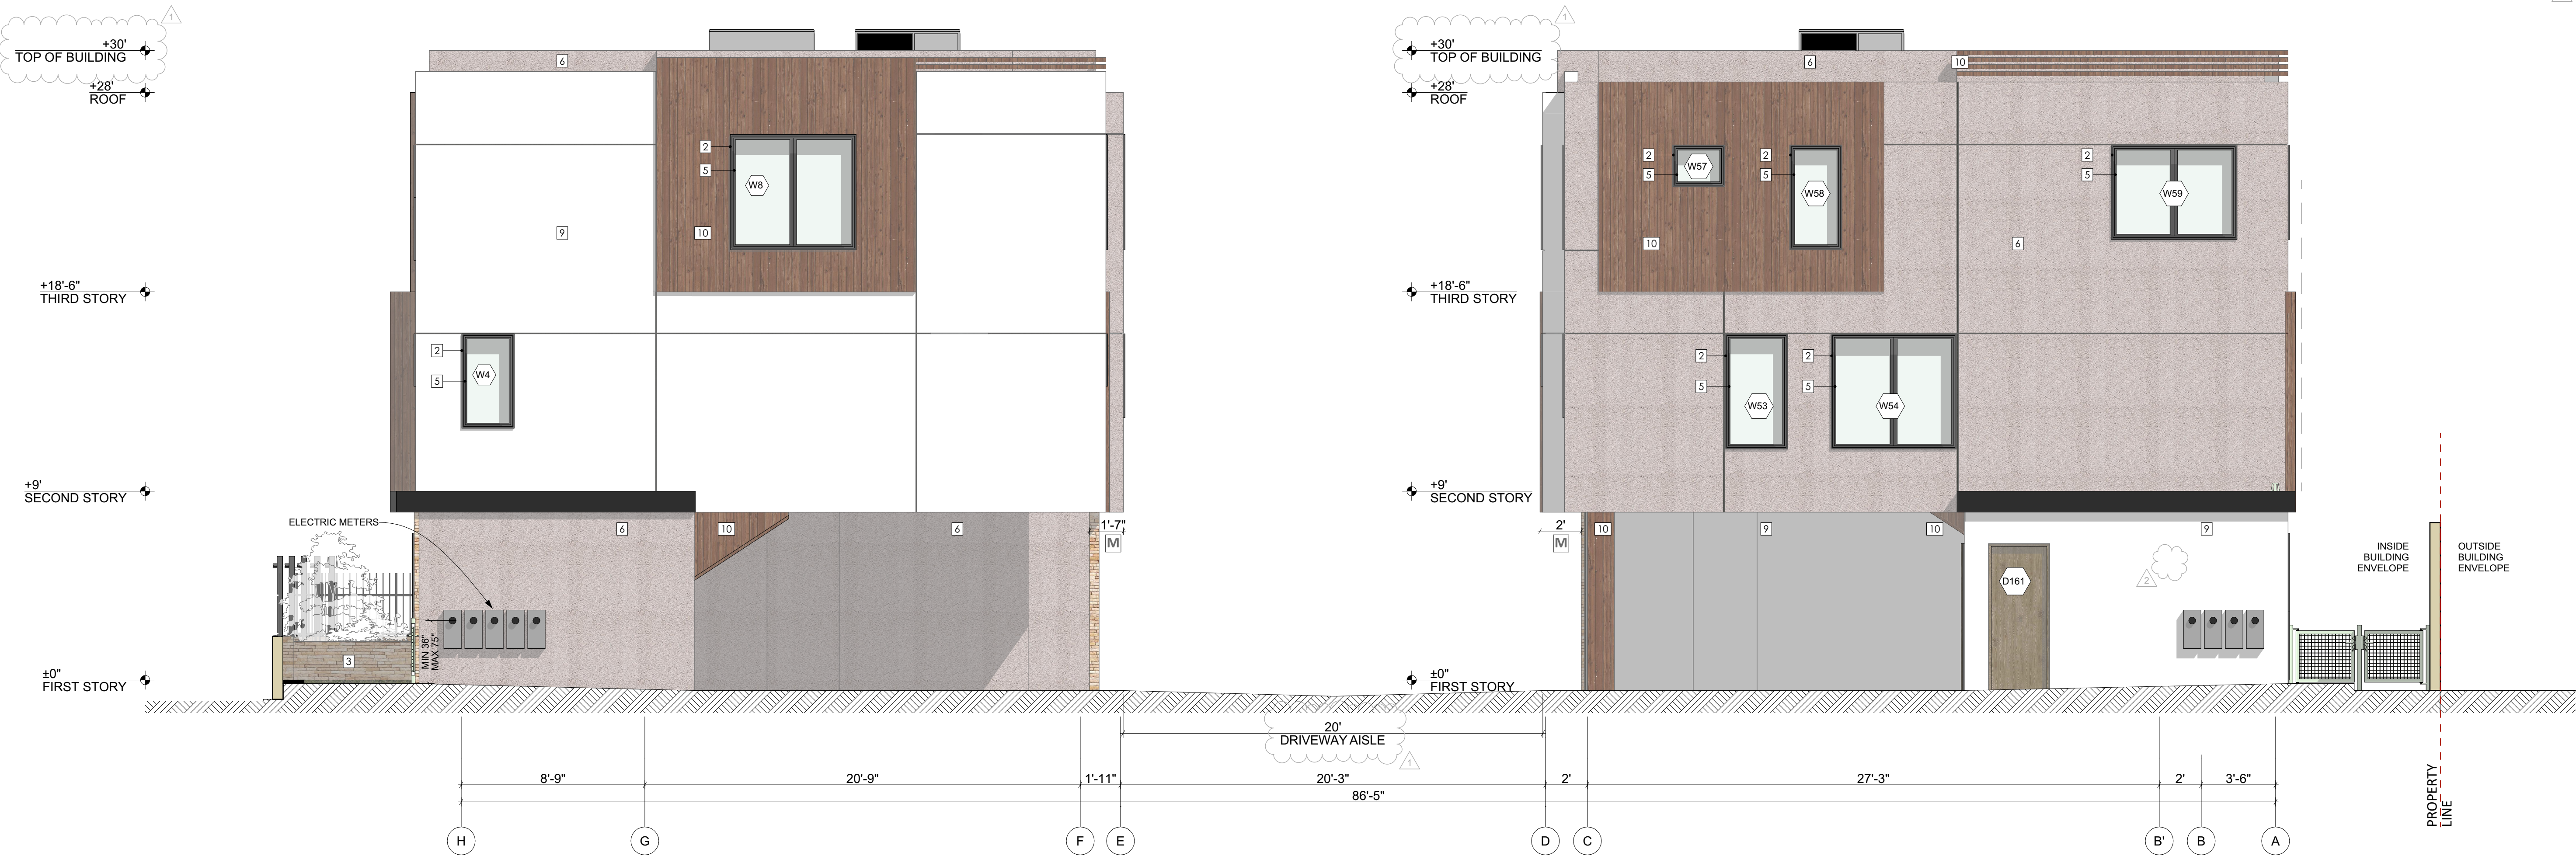 1
+30'
TOP OF BUILDING
+28'
ROOF
+18'-6"
THIRD STORY
+9'
SECOND STORY
±0"
FIRST STORY
6
2
5
W8
9
10
2
5
W4
ELECTRIC METERS
6
10
6
1'-7"
M
MIN 36"
MAX 75"
3
1
+30'
TOP OF BUILDING
+28'
ROOF
+18'-6"
THIRD STORY
+9'
SECOND STORY
±0"
FIRST STORY
6
10
2
5
W57
2
5
W58
2
5
W59
10
6
2
5
W53
2
5
W54
2'
M
10
9
10
9
D161
2
INSIDE
BUILDING
ENVELOPE
OUTSIDE
BUILDING
ENVELOPE
20'
DRIVEWAY AISLE
1
8'-9"
20'-9"
1'-11"
20'-3"
2'
27'-3"
2'
3'-6"
86'-5"
PROPERTY
LINE
H
G
F
E
D
C
B'
B
A